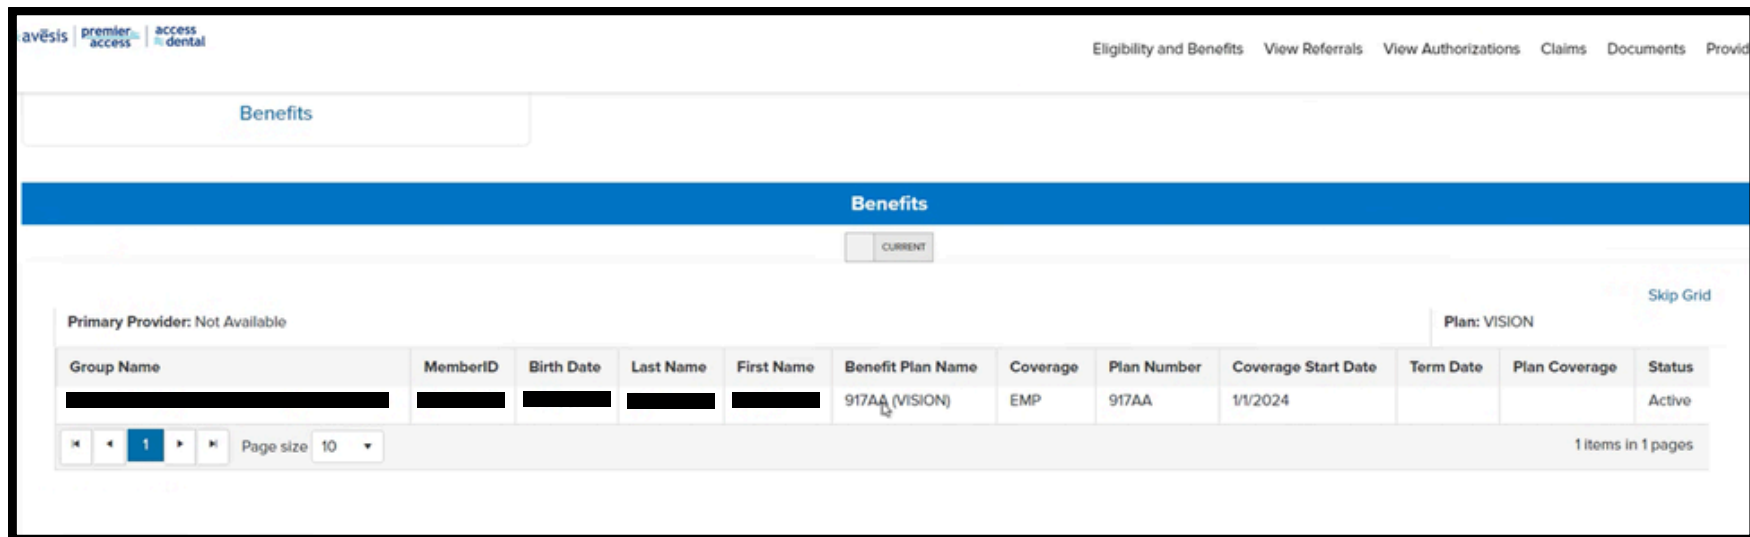 avēsis | premier access | access dental
Eligibility and Benefits View Referrals View Authorizations Claims Documents Provid
Benefits
Benefits
CURRENT
Skip Grid
Primary Provider: Not Available Plan: VISION
Group Name MemberID Birth Date Last Name First Name Benefit Plan Name Coverage Plan Number Coverage Start Date Term Date Plan Coverage Status
917AA (VISION) EMP 917AA 1/1/2024 Active
1 Page size 10 1 items in 1 pages